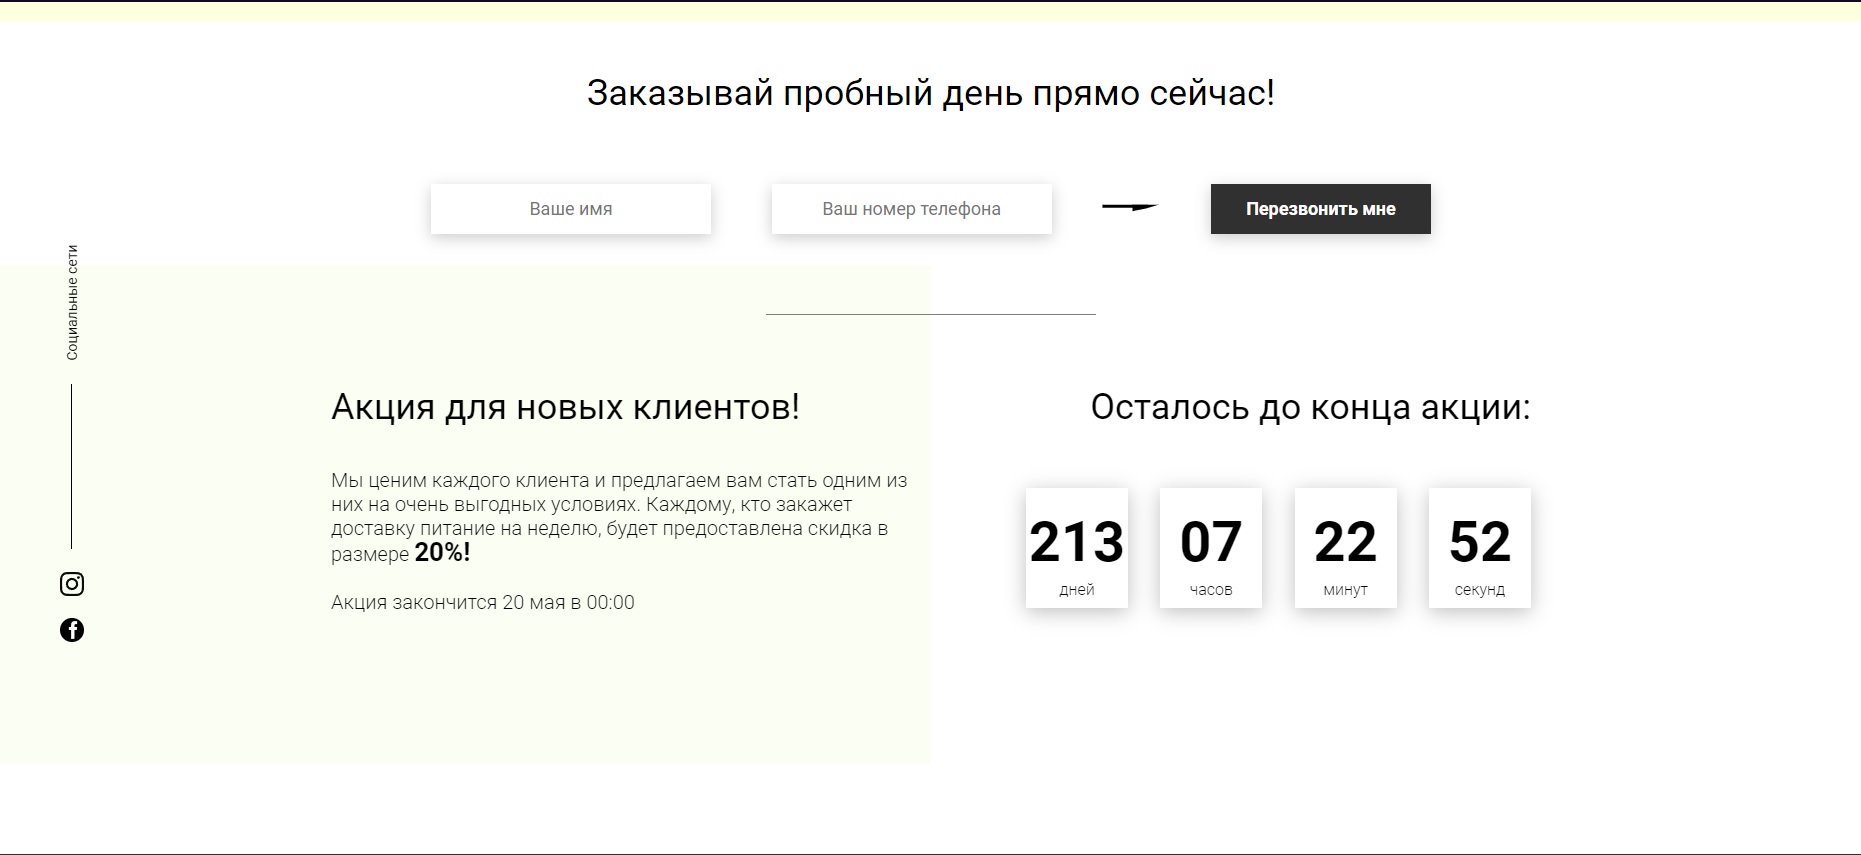 Заказывай пробный день прямо сейчас!
Ваше имя
Ваш номер телефона
Перезвонить мне
Социальные сети
Акция для новых клиентов!
Мы ценим каждого клиента и предлагаем вам стать одним из
них на очень выгодных условиях. Каждому, кто закажет
доставку питание на неделю, будет предоставлена скидка в
размере 20%!
Акция закончится 20 мая в 00:00
Осталось до конца акции:
213 07 22 52
дней часов минут секунд